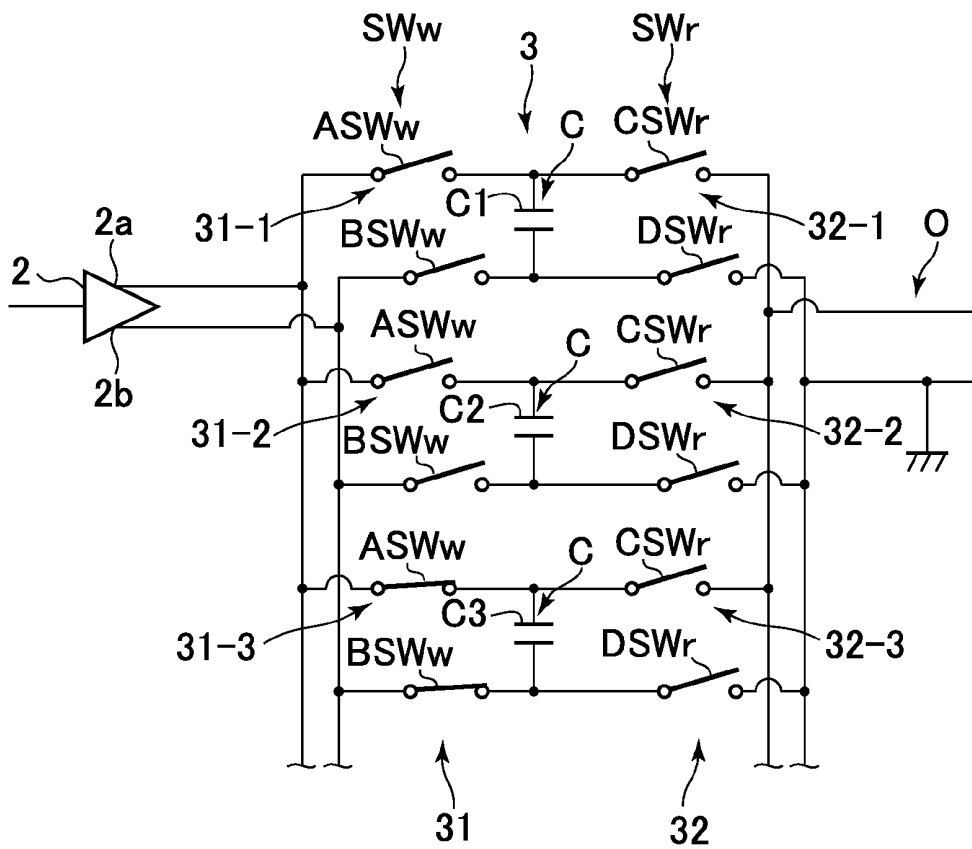 SWw
SWr
3
ASWw
C
CSWr
2a
31-1
C1
32-1
O
2
BSWw
DSWr
ASWw
C
CSWr
2b
31-2
C2
32-2
BSWw
DSWr
ASWw
C
CSWr
31-3
C3
32-3
BSWw
DSWr
31
32